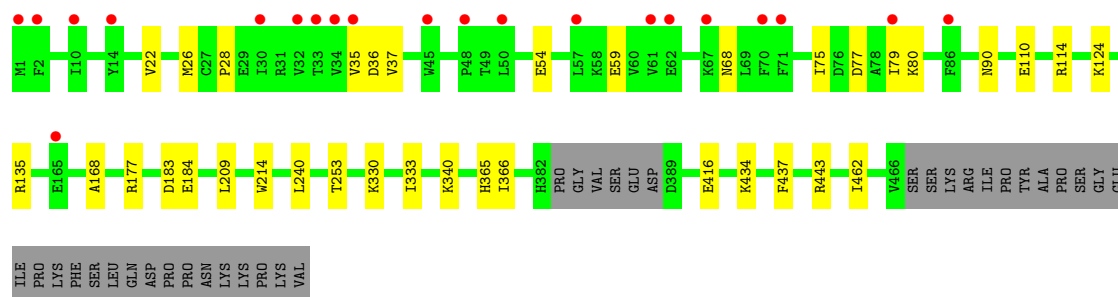 M1 F2 I10 Y14 V22 M26 C27 P28 E29 I30 R31 V32 T33 V34 V35 D36 V37 W45 P48 T49 L50 E54 L57 K58 E59 V60 V61 E62 K67 N68 L69 F70 F71 I75 D76 D77 A78 I79 K80 F86 N90 E110 R114 K124
R135 E165 A168 R177 D183 E184 L209 W214 L240 T253 K330 I333 K340 H365 I366 H382 PRO GLY VAL SER GLU ASP D389 E416 K434 F437 R443 I462 V466 SER SER LYS ARG ILE PRO TYR ALA PRO SER GLY GLU
ILE PRO LYS PHE SER LEU GLN ASP PRO PRO ASN LYS LYS PRO LYS VAL